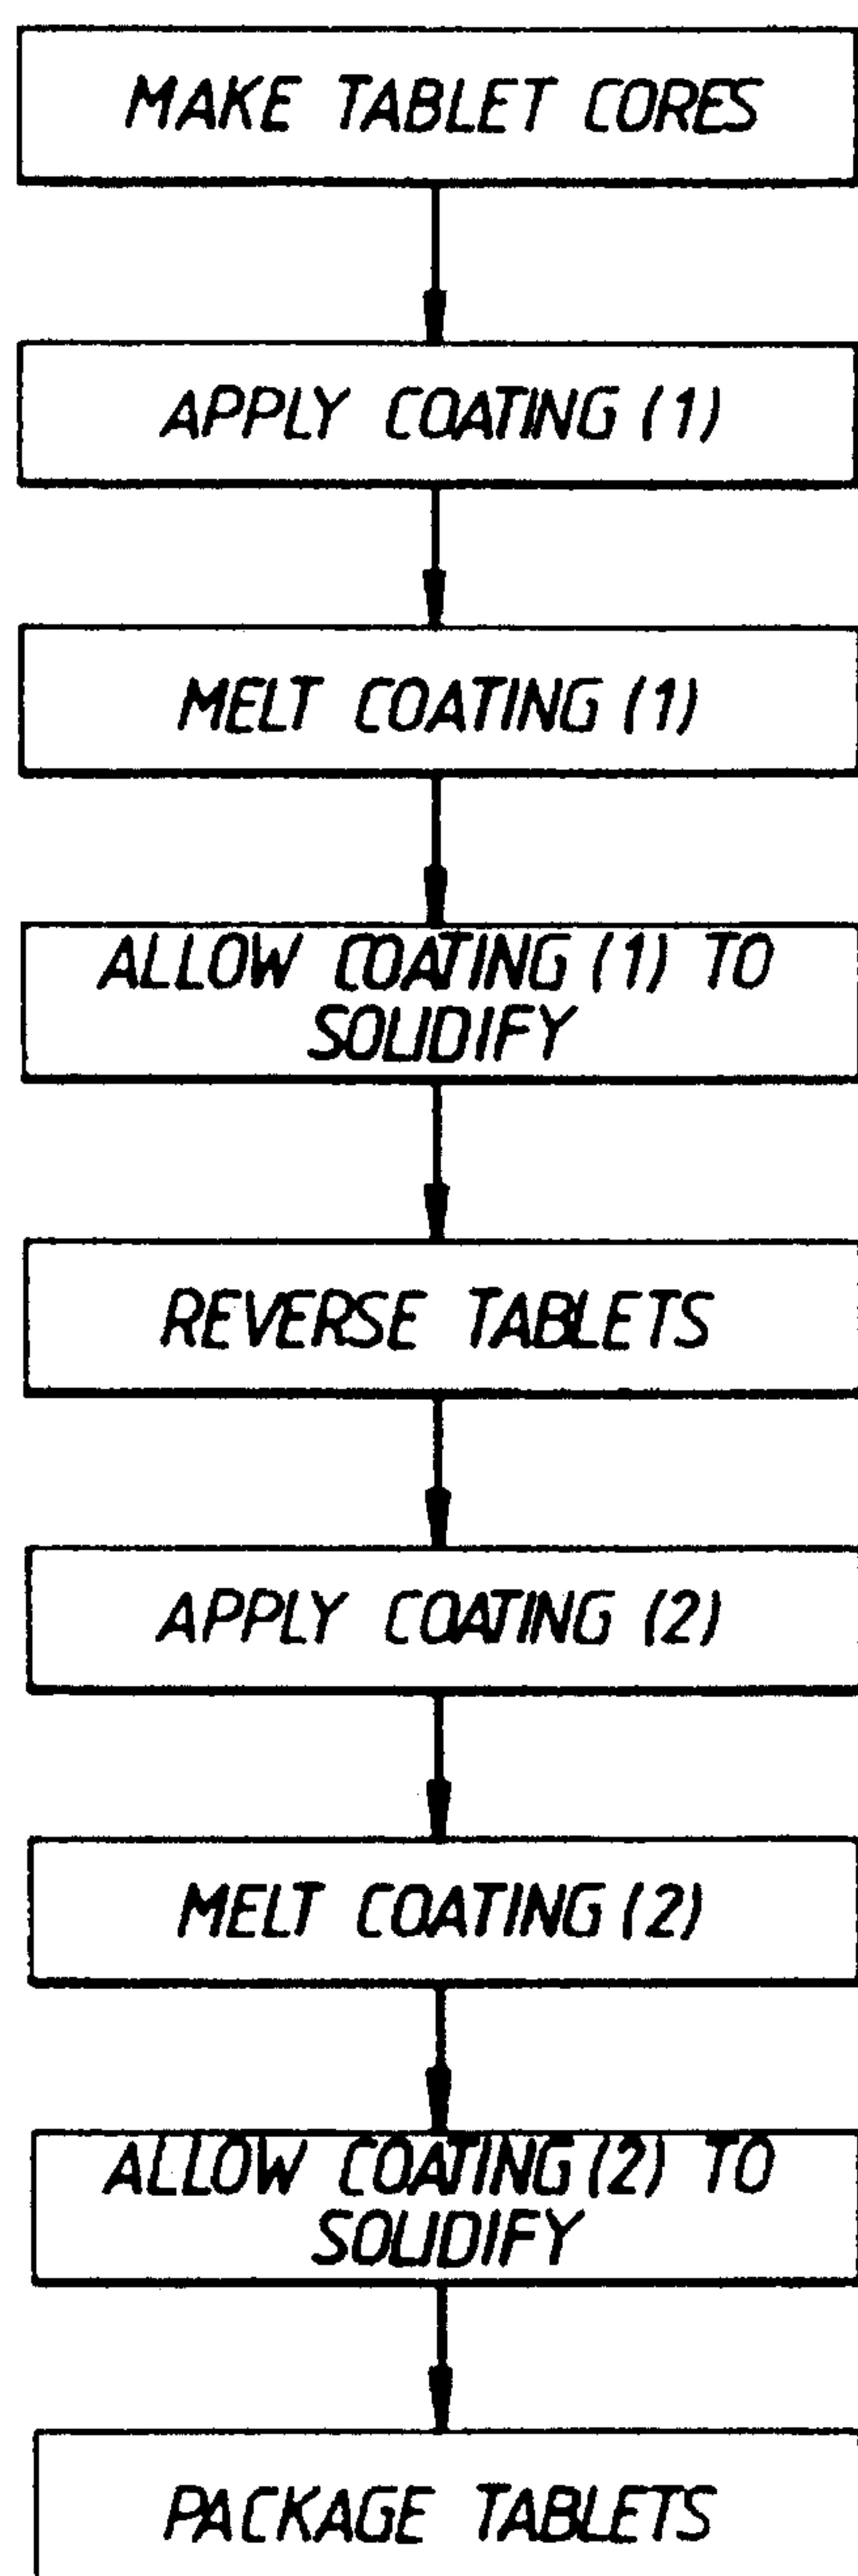 MAKE TABLET CORES
APPLY COATING (1)
MELT COATING (1)
ALLOW COATING (1) TO
SOLIDIFY
REVERSE TABLETS
APPLY COATING (2)
MELT COATING (2)
ALLOW COATING (2) TO
SOLIDIFY
PACKAGE TABLETS